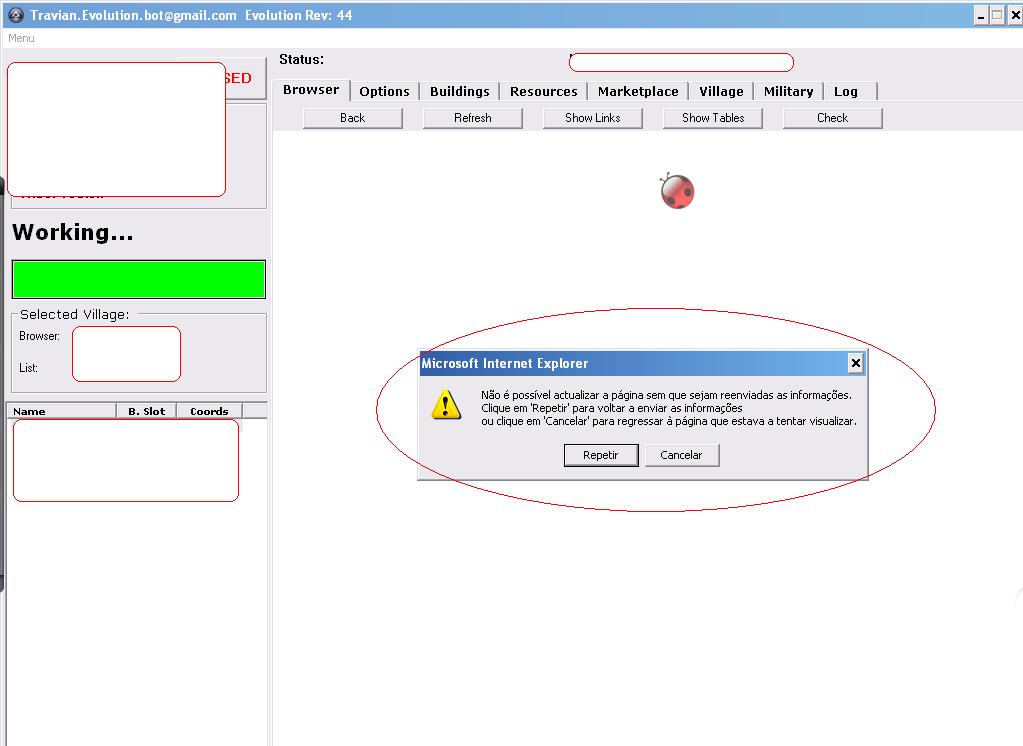 Travian.Evolution.bot@gmail.com Evolution Rev: 44
Menu
SED
Status:
Browser Options Buildings Resources Marketplace Village Military Log
Back Refresh Show Links Show Tables Check
Working...
Selected Village:
Browser:
List:
Name B. Slot Coords
Microsoft Internet Explorer
Não é possível actualizar a página sem que sejam reenviadas as informações.
Clique em 'Repetir' para voltar a enviar as informações
ou clique em 'Cancelar' para regressar à página que estava a tentar visualizar.
Repetir Cancelar